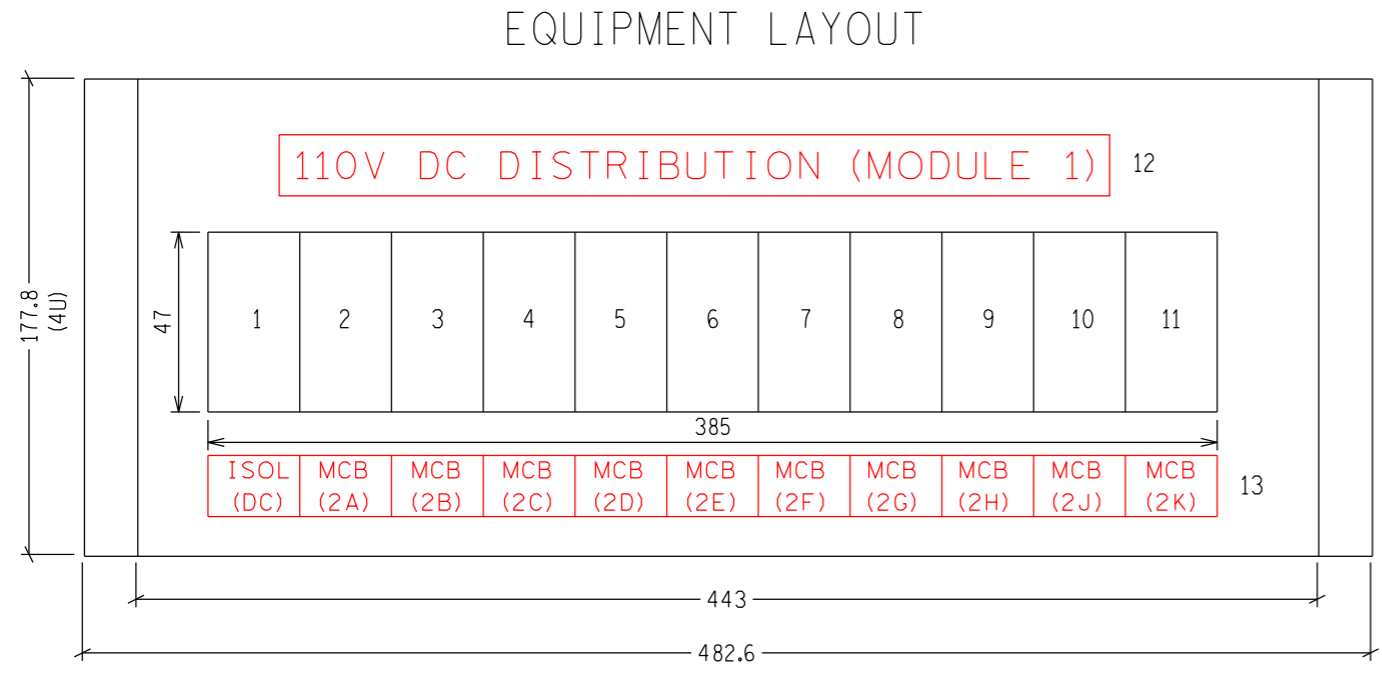 EQUIPMENT LAYOUT
110V DC DISTRIBUTION (MODULE 1)
12
177.8
(4U)
47
1 2 3 4 5 6 7 8 9 10 11
385
ISOL MCB MCB MCB MCB MCB MCB MCB MCB MCB MCB
(DC) (2A) (2B) (2C) (2D) (2E) (2F) (2G) (2H) (2J) (2K)
13
443
482.6